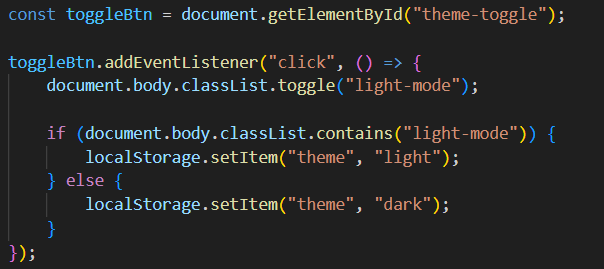 const toggleBtn = document.getElementById("theme-toggle");
toggleBtn.addEventListener("click", () => {
    document.body.classList.toggle("light-mode");
    if (document.body.classList.contains("light-mode")) {
        localStorage.setItem("theme", "light");
    } else {
        localStorage.setItem("theme", "dark");
    }
});